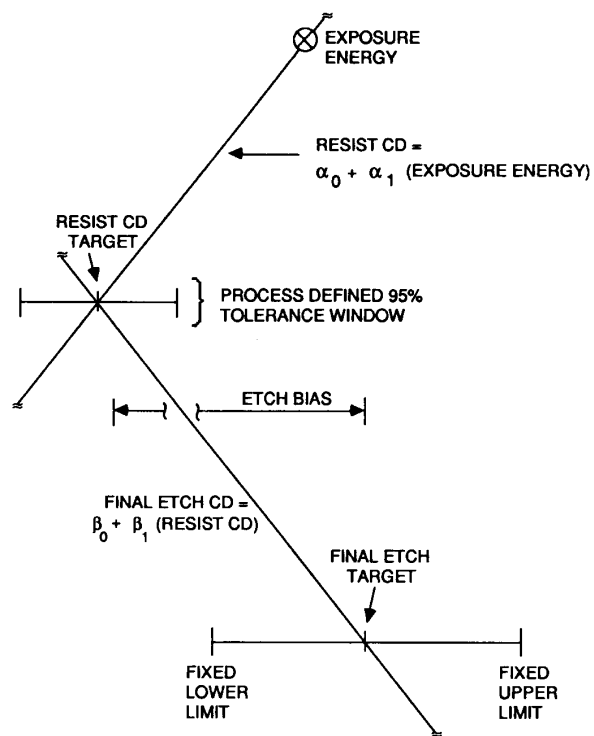 EXPOSURE
ENERGY
RESIST CD =
α₀ + α₁ (EXPOSURE ENERGY)
RESIST CD
TARGET
PROCESS DEFINED 95%
TOLERANCE WINDOW
ETCH BIAS
FINAL ETCH CD =
β₀ + β₁ (RESIST CD)
FINAL ETCH
TARGET
FIXED
LOWER
LIMIT
FIXED
UPPER
LIMIT